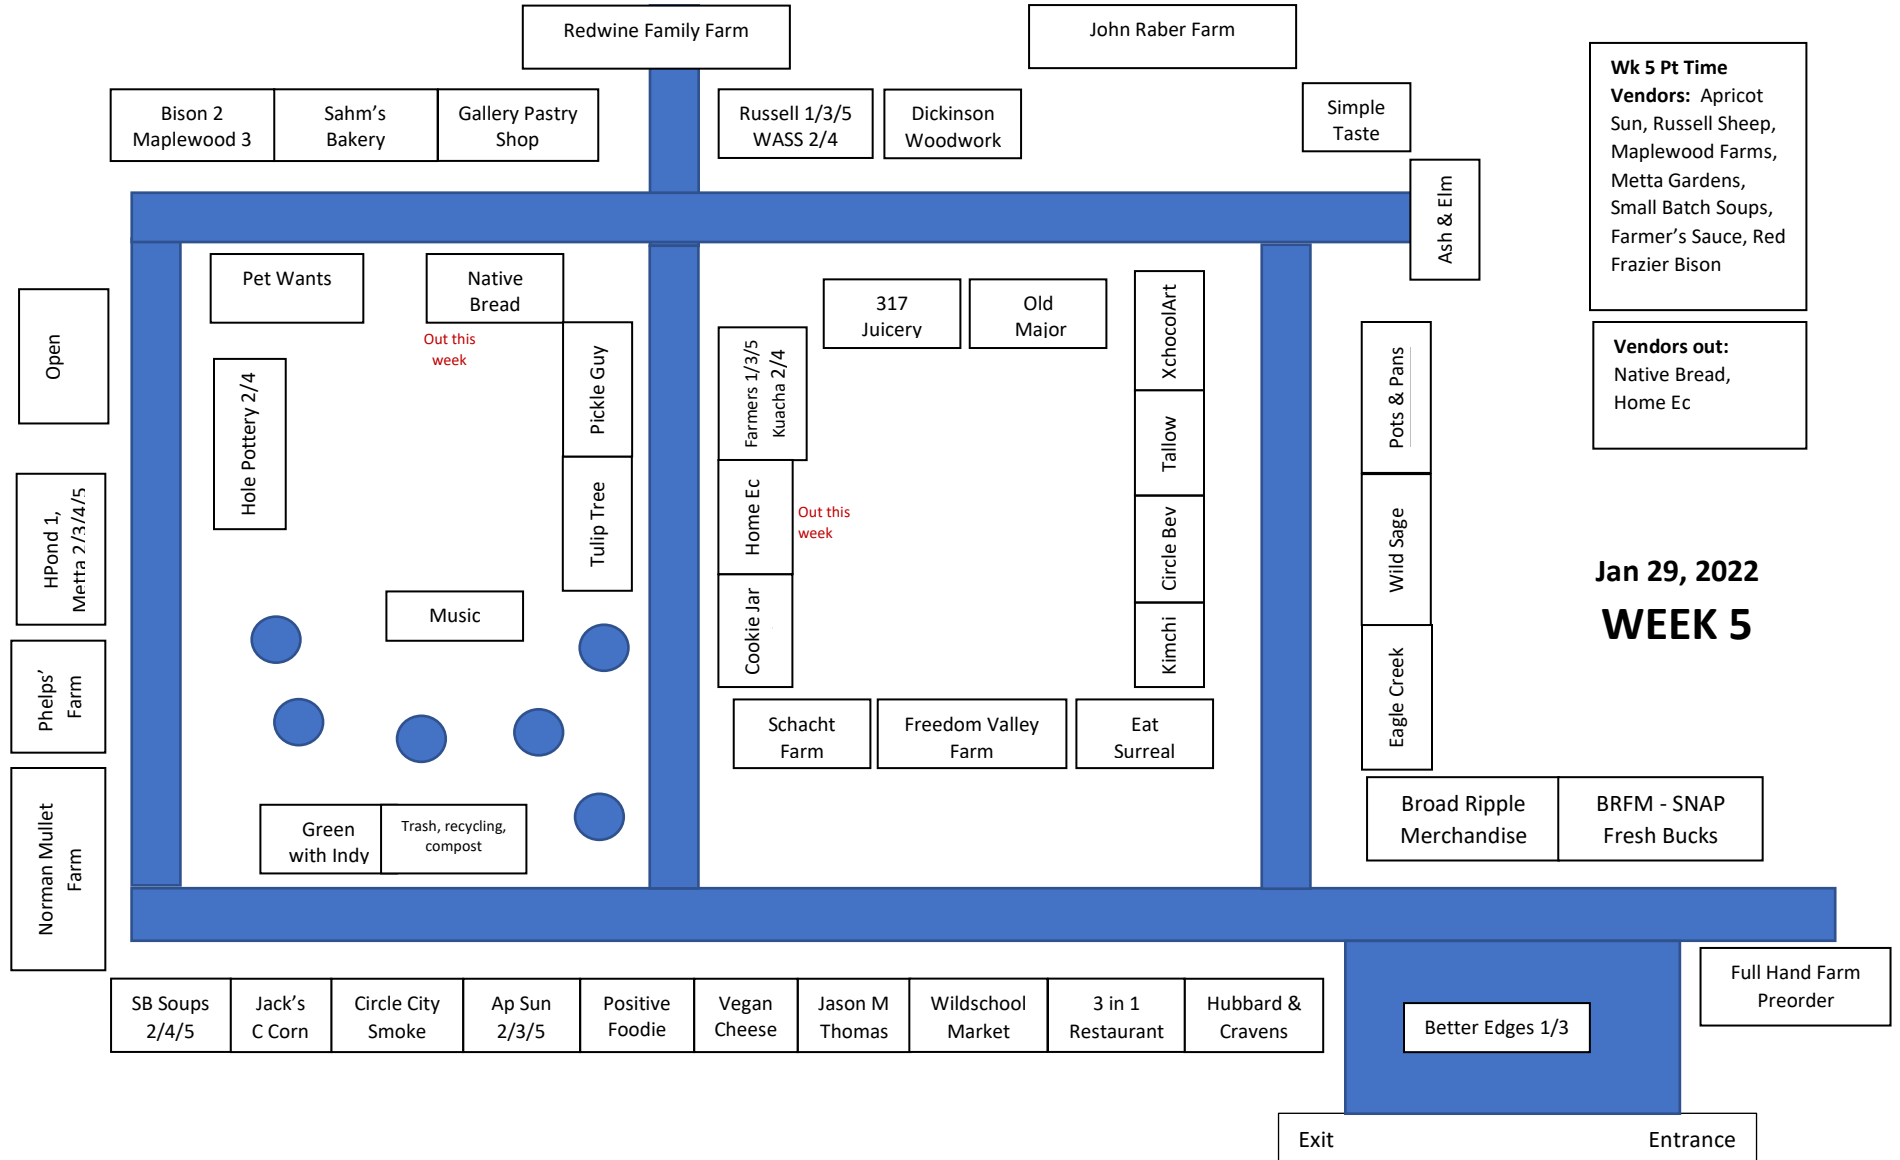 Redwine Family Farm
John Raber Farm
Wk 5 Pt Time
Vendors: Apricot
Sun, Russell Sheep,
Maplewood Farms,
Metta Gardens,
Small Batch Soups,
Farmer's Sauce, Red
Frazier Bison
Bison 2
Maplewood 3
Sahm's
Bakery
Gallery Pastry
Shop
Russell 1/3/5
WASS 2/4
Dickinson
Woodwork
Simple
Taste
Ash & Elm
Pet Wants
Native
Bread
Out this
week
317
Juicery
Old
Major
XchocolArt
Open
Hole Pottery 2/4
Pickle Guy
Farmers 1/3/5
Kuacha 2/4
Tallow
Pots & Pans
Vendors out:
Native Bread,
Home Ec
HPond 1,
Metta 2/3/4/5
Tulip Tree
Home Ec
Out this
week
Circle Bev
Wild Sage
Jan 29, 2022
WEEK 5
Music
Cookie Jar
Kimchi
Phelps'
Farm
Eagle Creek
Schacht
Farm
Freedom Valley
Farm
Eat
Surreal
Norman Mullet
Farm
Green
with Indy
Trash, recycling,
compost
Broad Ripple
Merchandise
BRFM - SNAP
Fresh Bucks
Full Hand Farm
Preorder
SB Soups
2/4/5
Jack's
C Corn
Circle City
Smoke
Ap Sun
2/3/5
Positive
Foodie
Vegan
Cheese
Jason M
Thomas
Wildschool
Market
3 in 1
Restaurant
Hubbard &
Cravens
Better Edges 1/3
Exit
Entrance